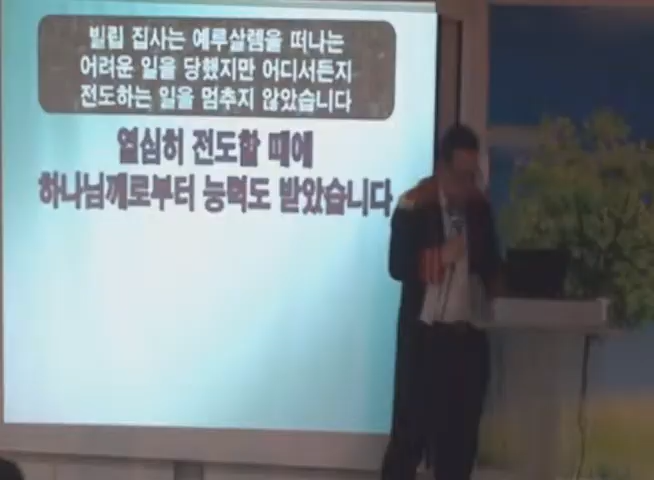 빌립 집사는 예루살렘을 떠나는
어려운 일을 당했지만 어디서든지
전도하는 일을 멈추지 않았습니다
열심히 전도할 때에
하나님께로부터 능력도 받았습니다